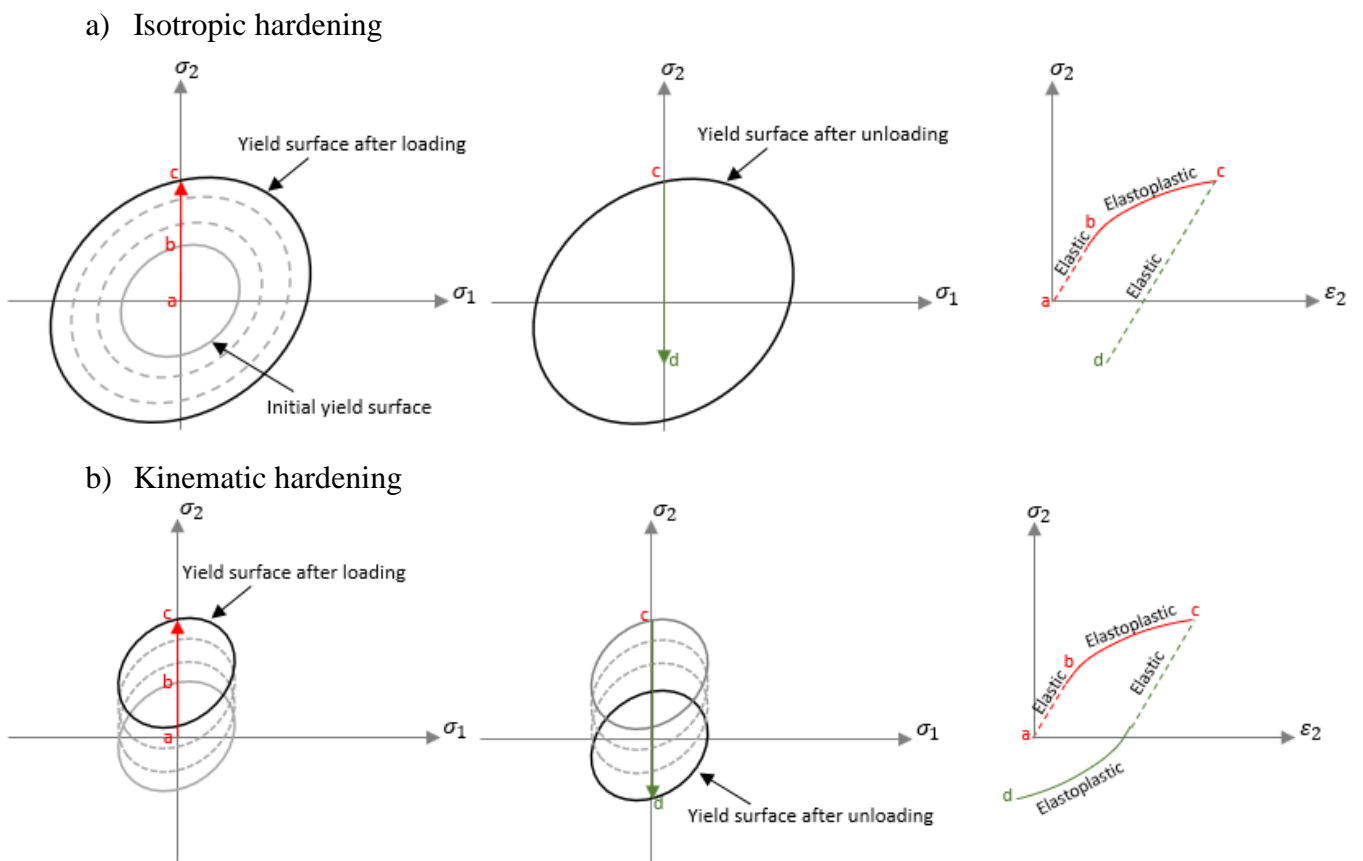 a) Isotropic hardening
σ₂
Yield surface after loading
c
b
a
σ₁
Initial yield surface
σ₂
Yield surface after unloading
c
σ₁
d
σ₂
Elastoplastic
c
b
Elastic
Elastic
a
ε₂
d
b) Kinematic hardening
σ₂
Yield surface after loading
c
b
a
σ₁
σ₂
c
σ₁
d
Yield surface after unloading
σ₂
Elastoplastic
c
b
Elastic
Elastic
a
ε₂
d
Elastoplastic